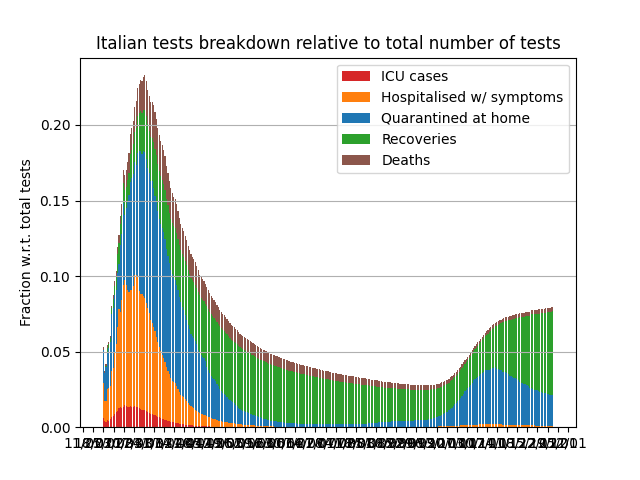 Italian tests breakdown relative to total number of tests
ICU cases
Hospitalised w/ symptoms
Quarantined at home
Recoveries
Deaths
Fraction w.r.t. total tests
0.20
0.15
0.10
0.05
0.00